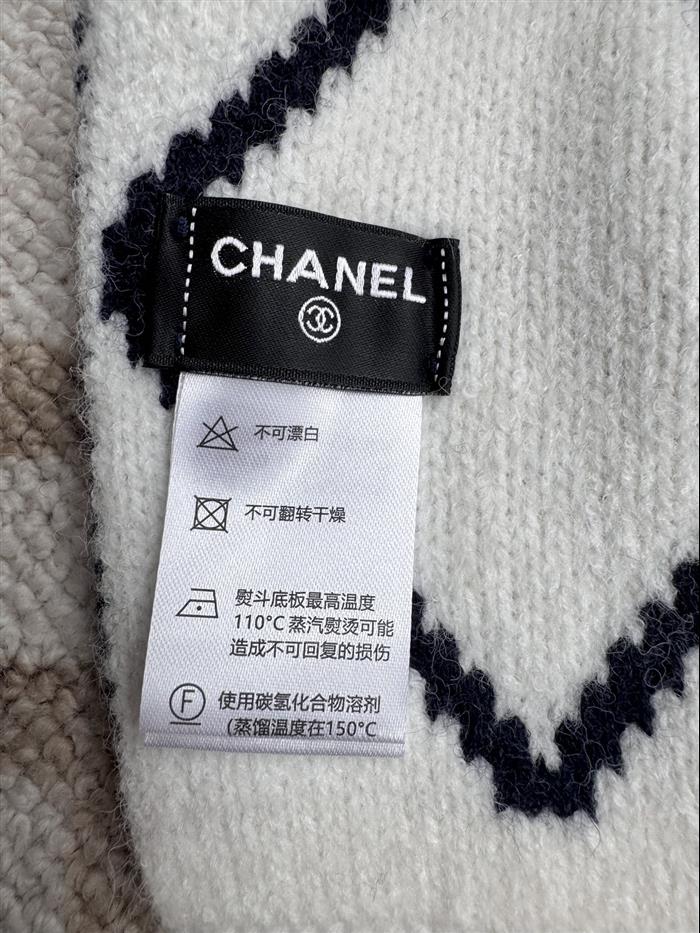 CHANEL
不可漂白
不可翻转干燥
熨斗底板最高温度
110°C 蒸汽熨烫可能
造成不可回复的损伤
F 使用碳氢化合物溶剂
(蒸馏温度在150°C